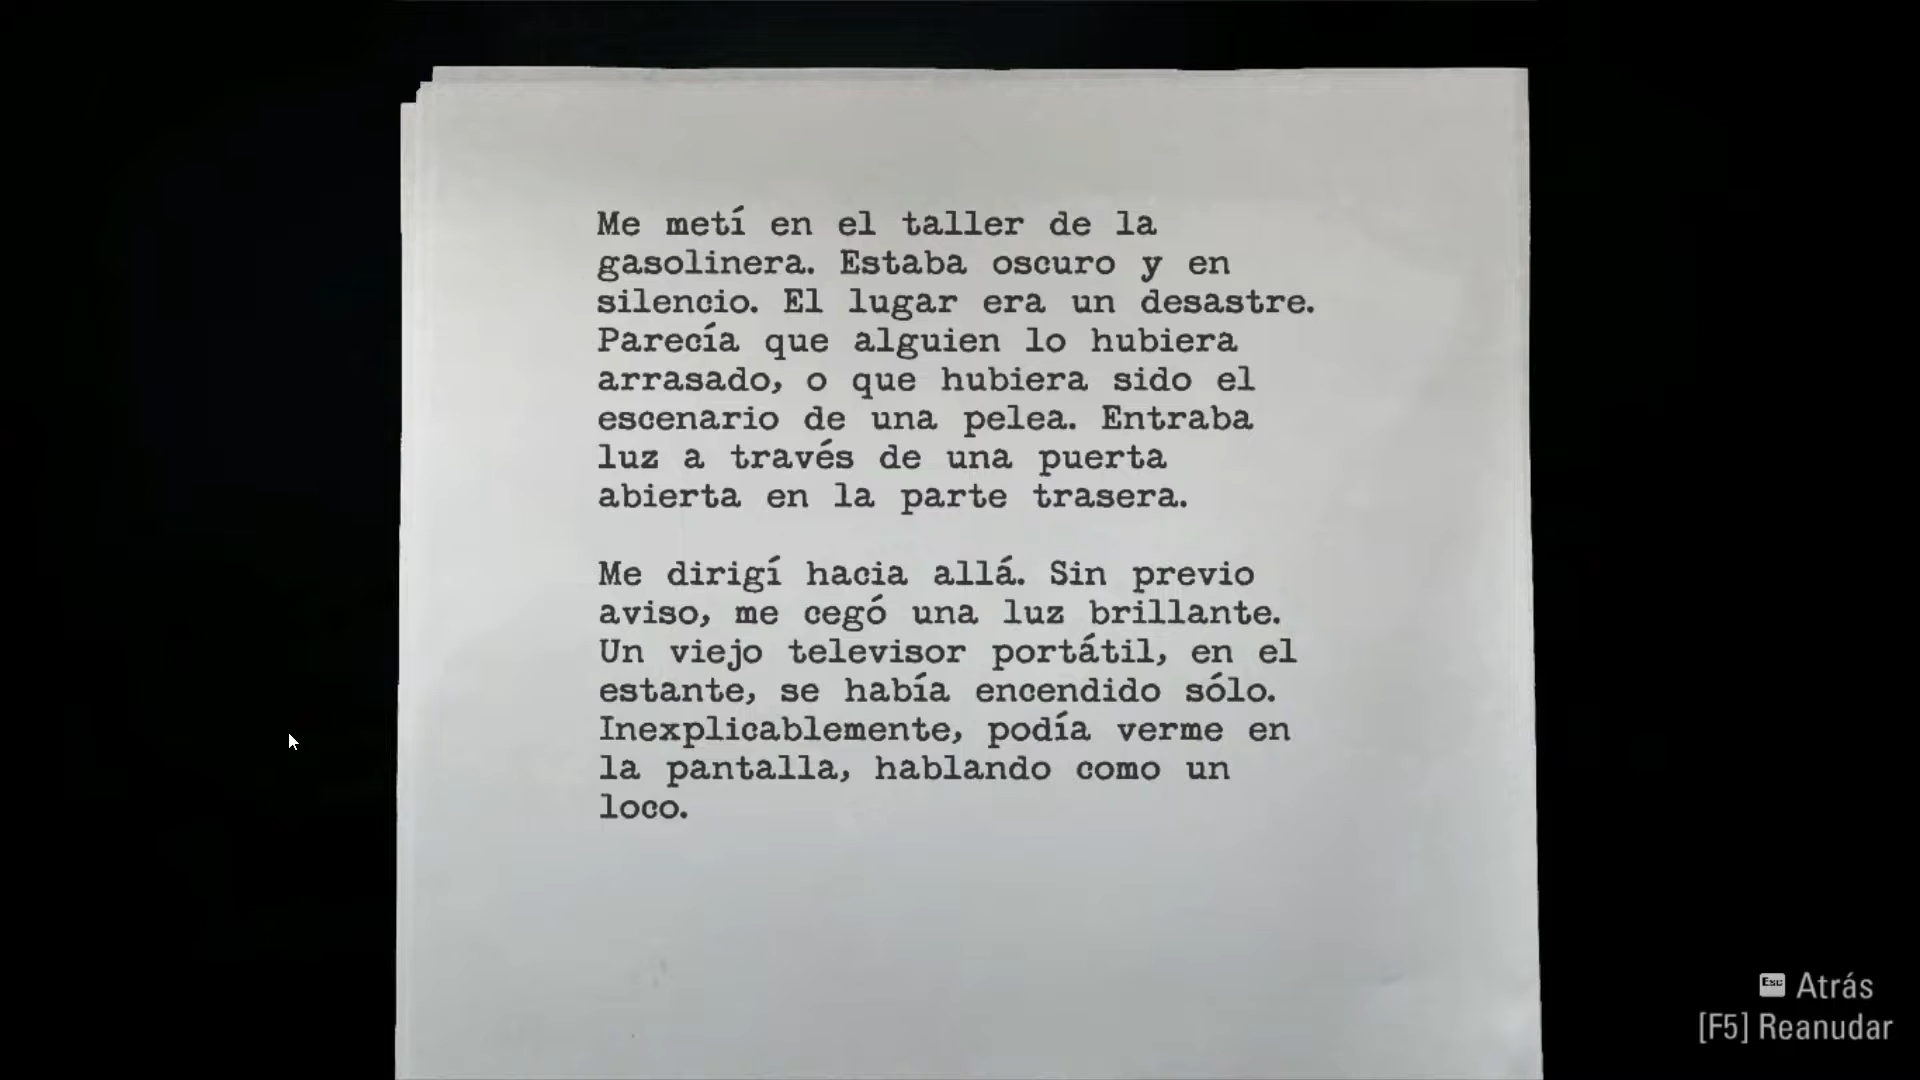 Me metí en el taller de la
gasolinera. Estaba oscuro y en
silencio. El lugar era un desastre.
Parecía que alguien lo hubiera
arrasado, o que hubiera sido el
escenario de una pelea. Entraba
luz a través de una puerta
abierta en la parte trasera.
Me dirigí hacia allá. Sin previo
aviso, me cegó una luz brillante.
Un viejo televisor portátil, en el
estante, se había encendido sólo.
Inexplicablemente, podía verme en
la pantalla, hablando como un
loco.
Esc Atrás
[F5] Reanudar